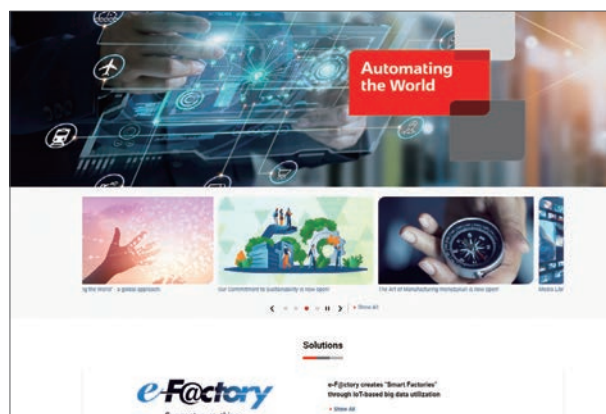 Automating
the World
ing the World" - a global approach
Our Commitment to Sustainability is now open!
The Art of Manufacturing
is now open!
Show All
Solutions
e-F@ctory
e-F@ctory creates "Smart Factories"
through IoT-based big data utilization
Show All